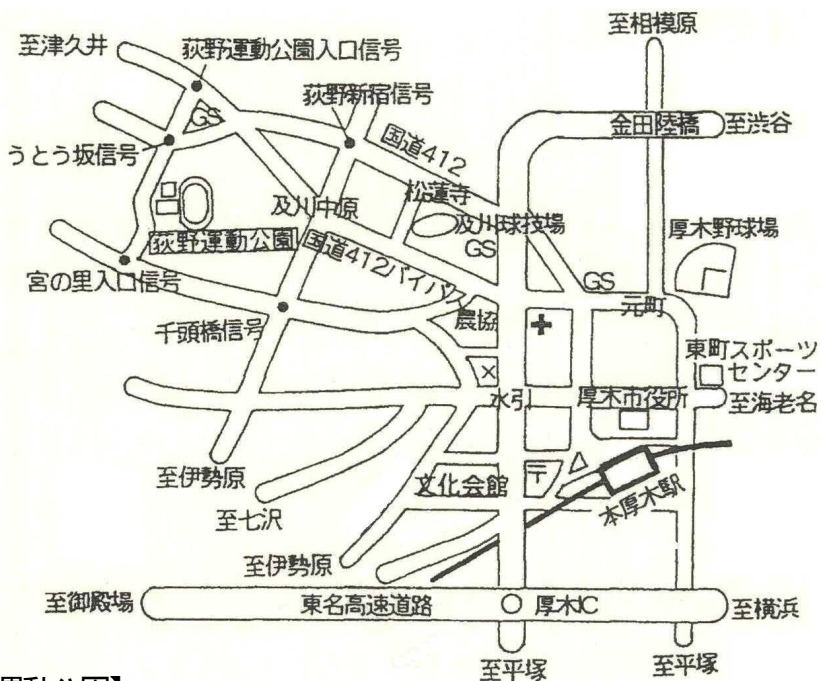 至相模原
至津久井
荻野運動公園入口信号
荻野新宿信号
GS
国道412
金田陸橋
至渋谷
うとう坂信号
松蓮寺
及川中原
及川球技場
厚木野球場
荻野運動公園
国道412バイパス
GS
宮の里入口信号
GS
元町
千頭橋信号
農協
東町スポーツ
センター
水引
厚木市役所
至海老名
至伊勢原
文化会館
〒
本厚木駅
至七沢
至伊勢原
至御殿場
東名高速道路
厚木IC
至横浜
至平塚
至平塚
運動公園】